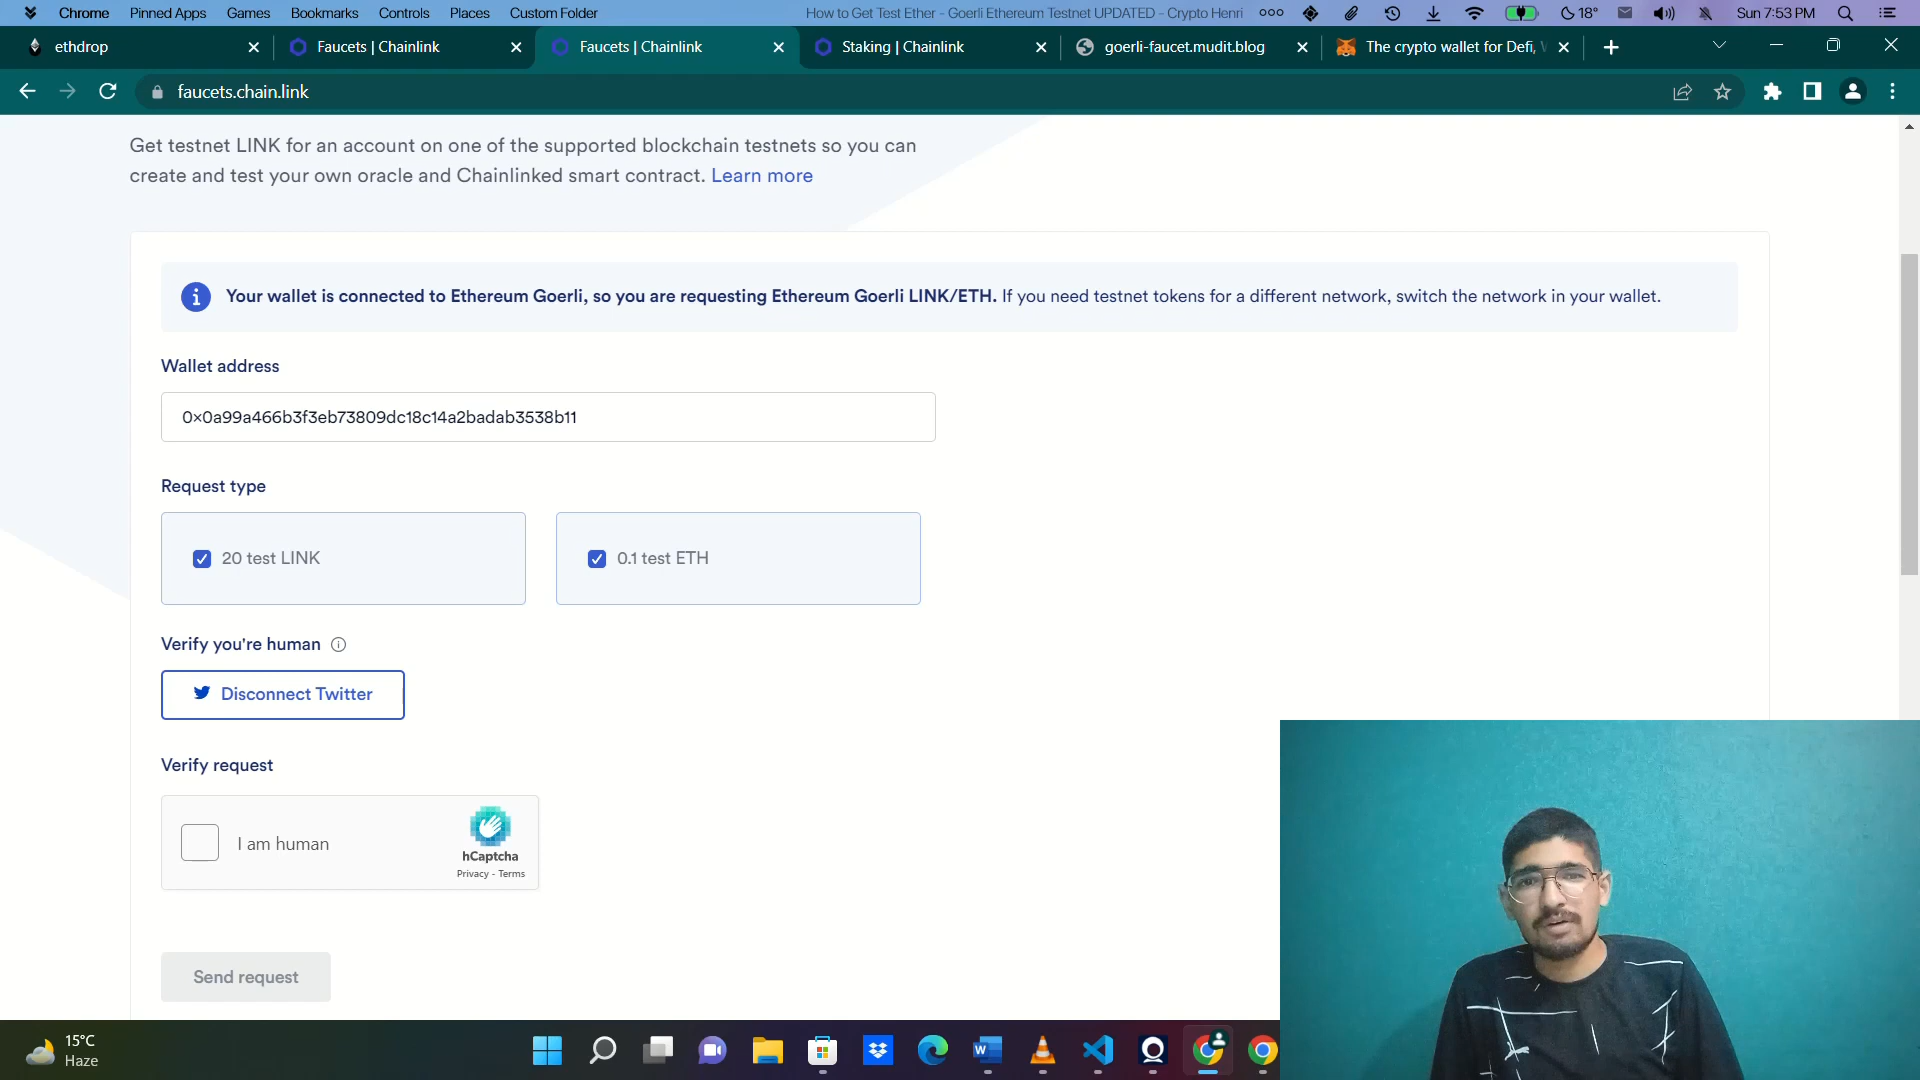 Chrome Pinned Apps Games Bookmarks Controls Places Custom Folder How to Get Test Ether - Goerli Ethereum Testnet UPDATED - Crypto Henri 18° Sun 7:53 PM
ethdrop Faucets | Chainlink Faucets | Chainlink Staking | Chainlink goerli-faucet.mudit.blog The crypto wallet for Defi,
faucets.chain.link
Get testnet LINK for an account on one of the supported blockchain testnets so you can
create and test your own oracle and Chainlinked smart contract. Learn more
Your wallet is connected to Ethereum Goerli, so you are requesting Ethereum Goerli LINK/ETH. If you need testnet tokens for a different network, switch the network in your wallet.
Wallet address
0x0a99a466b3f3eb73809dc18c14a2badab3538b11
Request type
20 test LINK 0.1 test ETH
Verify you're human
Disconnect Twitter
Verify request
I am human
hCaptcha
Privacy - Terms
Send request
15°C
Haze